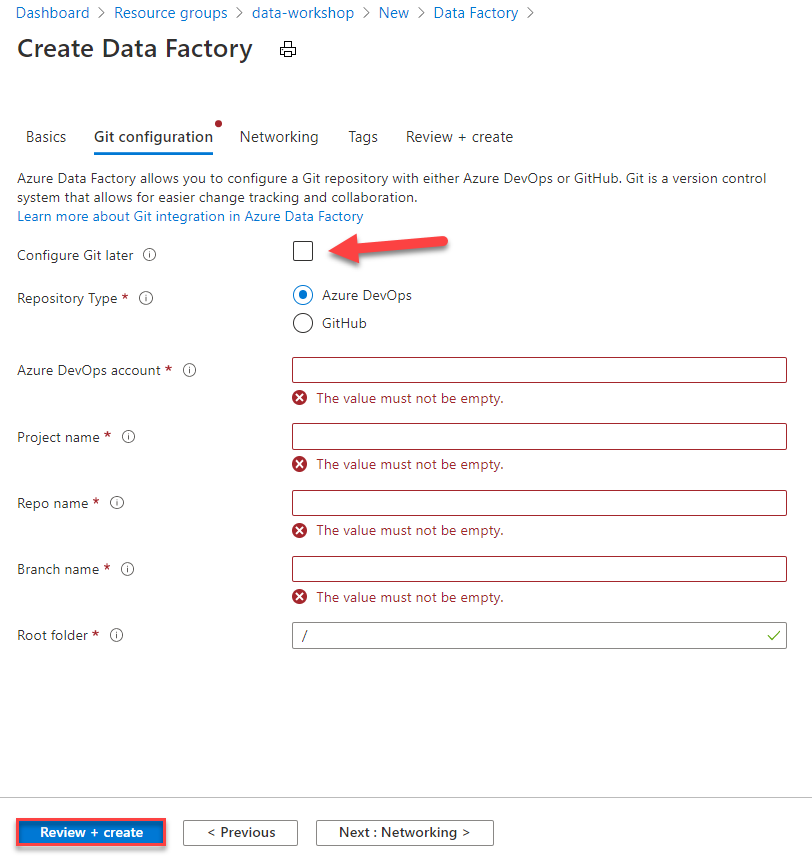 Dashboard > Resource groups > data-workshop > New > Data Factory >
Create Data Factory
Basics Git configuration Networking Tags Review + create
Azure Data Factory allows you to configure a Git repository with either Azure DevOps or GitHub. Git is a version control
system that allows for easier change tracking and collaboration.
Learn more about Git integration in Azure Data Factory
Configure Git later
Repository Type * Azure DevOps
GitHub
Azure DevOps account *
The value must not be empty.
Project name *
The value must not be empty.
Repo name *
The value must not be empty.
Branch name *
The value must not be empty.
Root folder * /
Review + create < Previous Next : Networking >